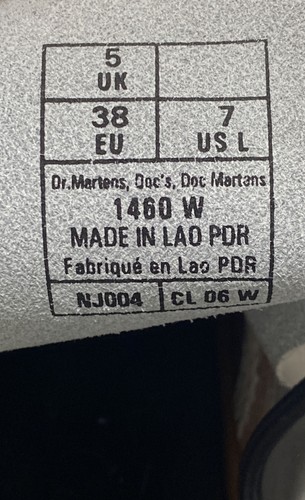 5
UK
38
EU
7
US L
Dr.Martens, Doc's, Doc Martans
1460 W
MADE IN LAO PDR
Fabriqué en Lao PDR
NJ004
CL 06 W